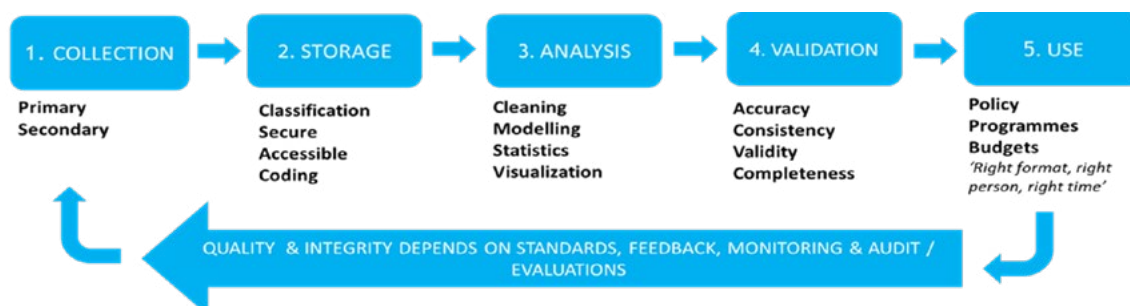 1. COLLECTION
2. STORAGE
3. ANALYSIS
4. VALIDATION
5. USE
Primary
Secondary
Classification
Secure
Accessible
Coding
Cleaning
Modelling
Statistics
Visualization
Accuracy
Consistency
Validity
Completeness
Policy
Programmes
Budgets
‘Right format, right
person, right time’
QUALITY & INTEGRITY DEPENDS ON STANDARDS, FEEDBACK, MONITORING & AUDIT /
EVALUATIONS